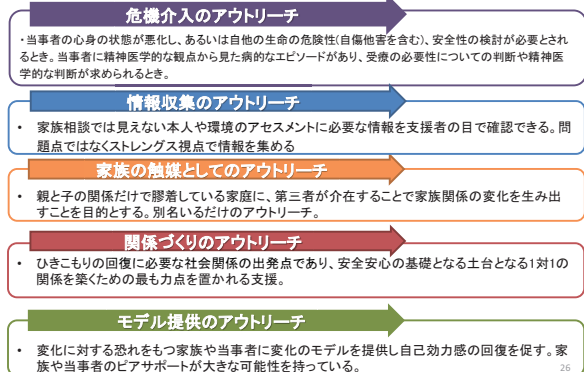 危機介入のアウトリーチ
・当事者の心身の状態が悪化し、あるいは自他の生命の危険性(自傷他害を含む)、安全性の検討が必要とされ
るとき。当事者に精神医学的な観点から見た病的なエピソードがあり、受療の必要性についての判断や精神医
学的な判断が求められるとき。
情報収集のアウトリーチ
• 家族相談では見えない本人や環境のアセスメントに必要な情報を支援者の目で確認できる。問
題点ではなくストレングス視点で情報を集める
家族の触媒としてのアウトリーチ
• 親と子の関係だけで膠着している家庭に、第三者が介在することで家族関係の変化を生み出
すことを目的とする。別名いるだけのアウトリーチ。
関係づくりのアウトリーチ
• ひきこもりの回復に必要な社会関係の出発点であり、安全安心の基礎となる土台となる1対1の
関係を築くための最も力点を置かれる支援。
モデル提供のアウトリーチ
• 変化に対する恐れをもつ家族や当事者に変化のモデルを提供し自己効力感の回復を促す。家
族や当事者のピアサポートが大きな可能性を持っている。
26